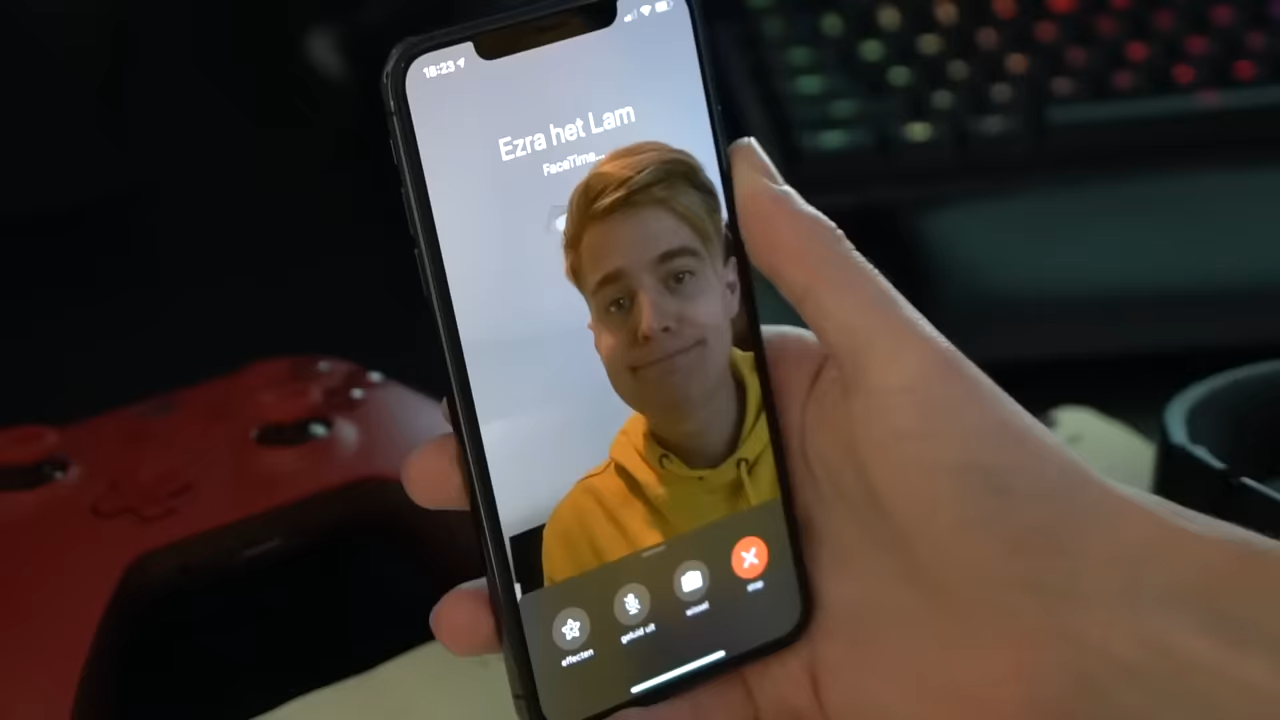 18:23
Ezra het Lam
FaceTime...
effecten
geluid uit
wissel
stop